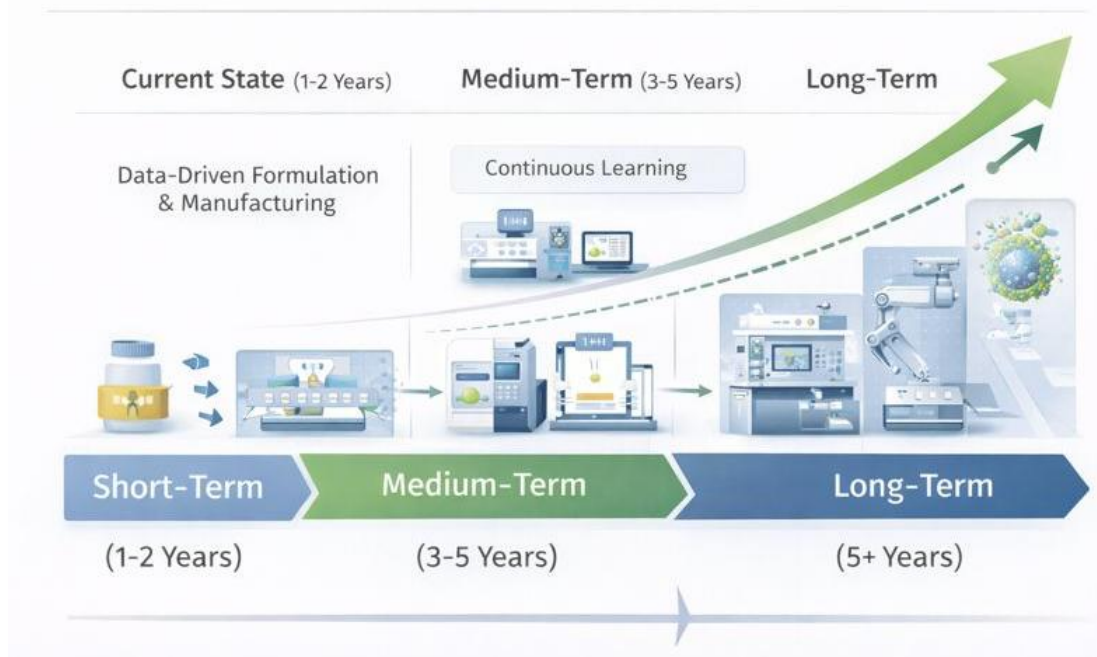 Current State (1-2 Years)
Medium-Term (3-5 Years)
Long-Term
Data-Driven Formulation
& Manufacturing
Continuous Learning
Short-Term
Medium-Term
Long-Term
(1-2 Years)
(3-5 Years)
(5+ Years)